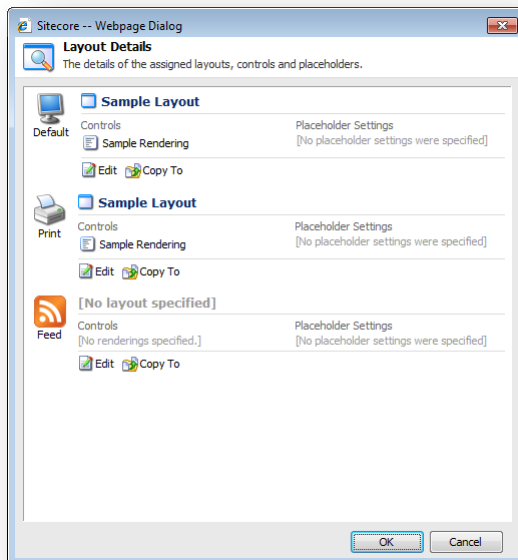 Sitecore -- Webpage Dialog
Layout Details
The details of the assigned layouts, controls and placeholders.
Default
Sample Layout
Controls
Placeholder Settings
Sample Rendering
[No placeholder settings were specified]
Edit Copy To
Print
Sample Layout
Controls
Placeholder Settings
Sample Rendering
[No placeholder settings were specified]
Edit Copy To
Feed
[No layout specified]
Controls
Placeholder Settings
[No renderings specified.]
[No placeholder settings were specified]
Edit Copy To
OK
Cancel